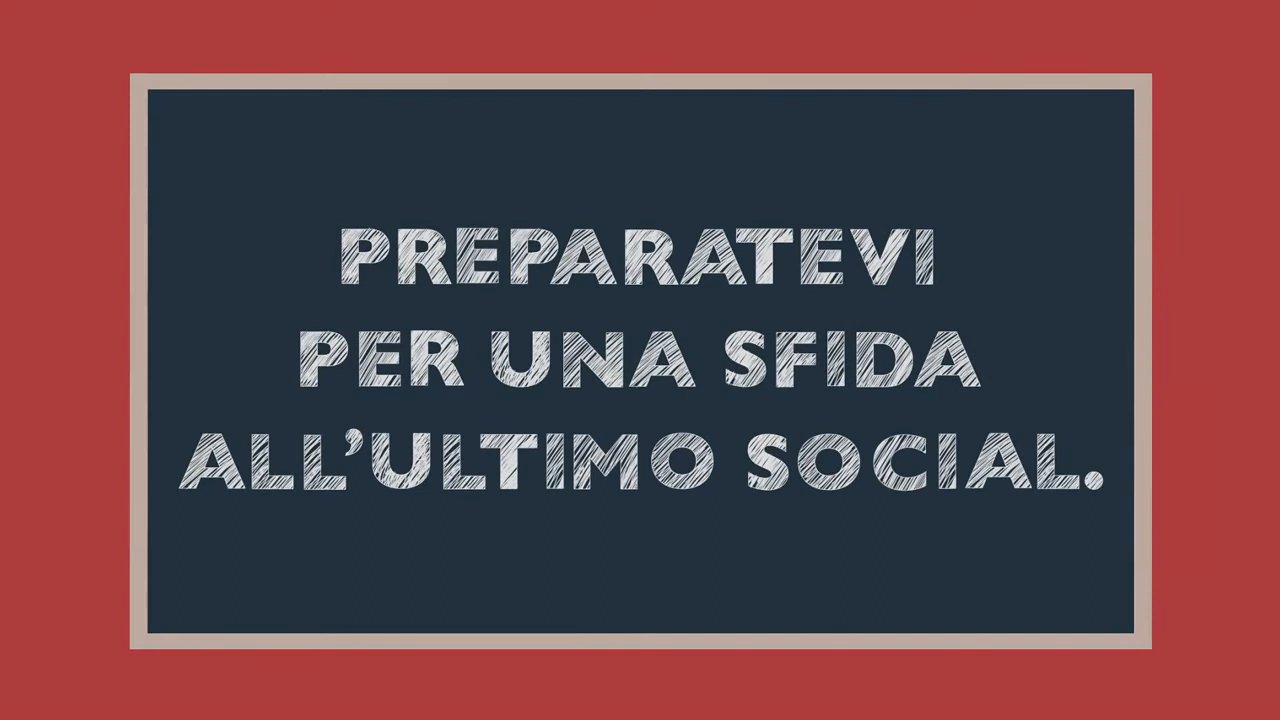 PREPARATEVI
PER UNA SFIDA
ALL’ULTIMO SOCIAL.